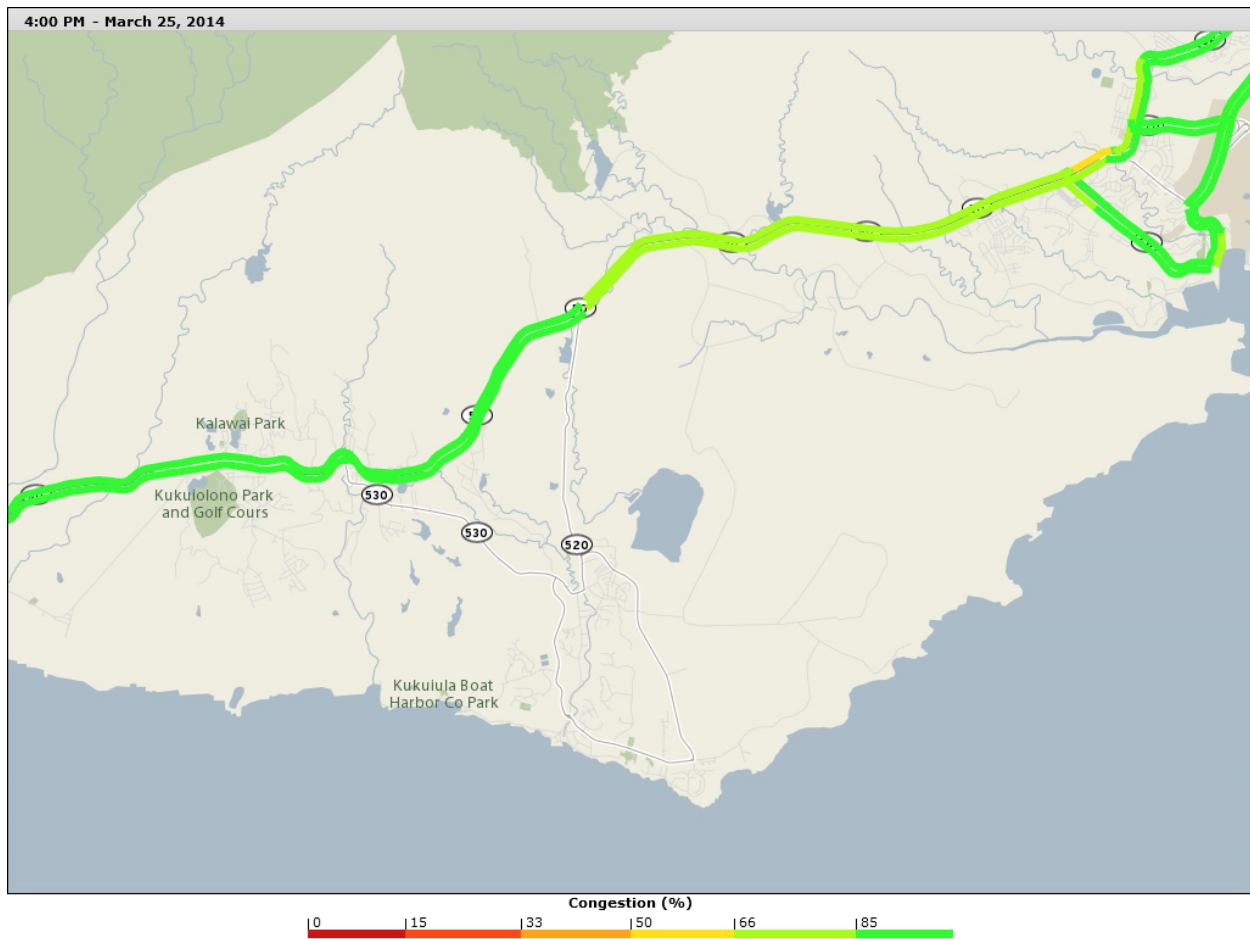 4:00 PM - March 25, 2014
Kalawai Park
Kukuiolono Park
and Golf Cours
530
530
520
Kukuiula Boat
Harbor Co Park
Congestion (%)
0 15 33 50 66 85